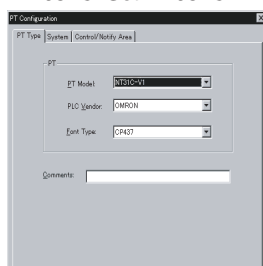 PT Configuration
PT Type System Control/Notify Area
PT
PT Model: NT31C-V1
PLC Vendor: OMRON
Font Type: CP437
Comments: